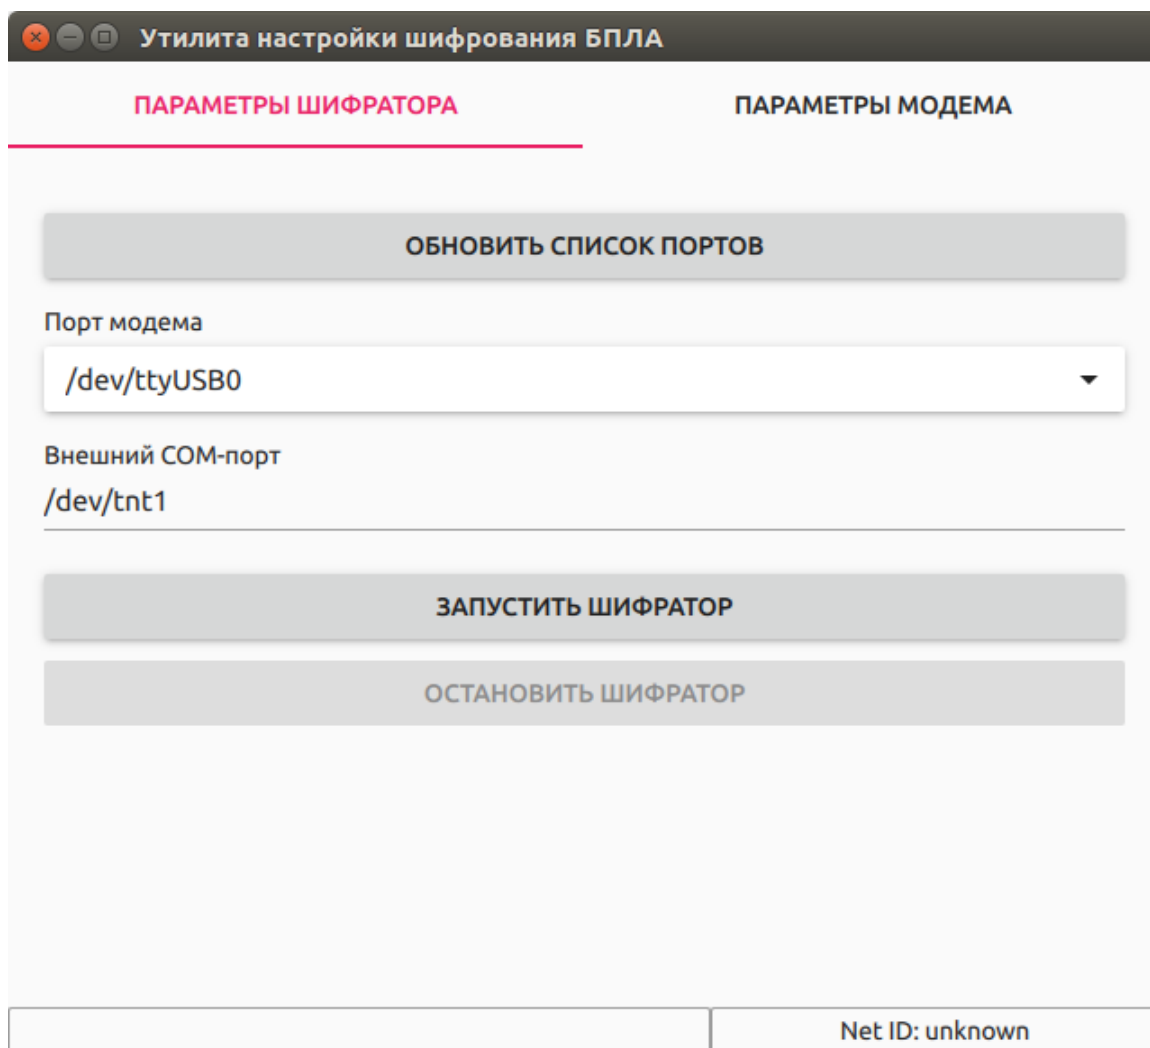 Утилита настройки шифрования БПЛА
ПАРАМЕТРЫ ШИФРАТОРА
ПАРАМЕТРЫ МОДЕМА
ОБНОВИТЬ СПИСОК ПОРТОВ
Порт модема
/dev/ttyUSB0
Внешний COM-порт
/dev/tnt1
ЗАПУСТИТЬ ШИФРАТОР
ОСТАНОВИТЬ ШИФРАТОР
Net ID: unknown